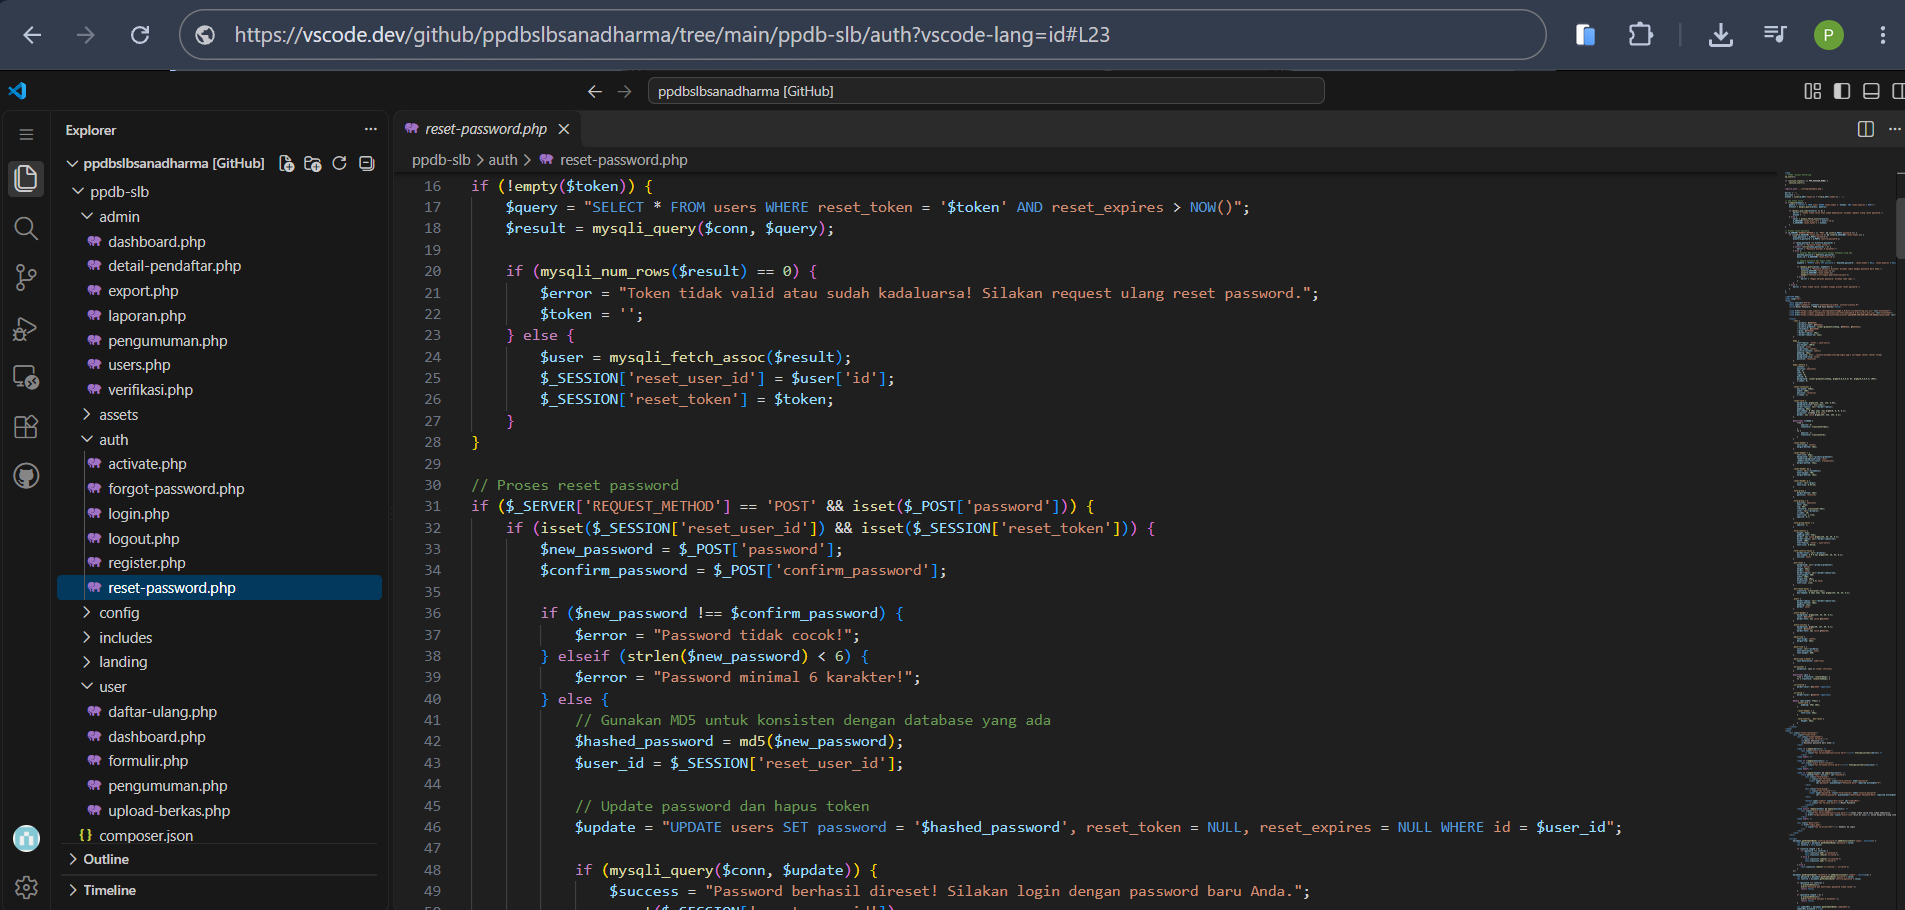 https://vscode.dev/github/ppdbslbsanadharma/tree/main/ppdb-slb/auth?vscode-lang=id#L23
P
ppdbslbsanadharma [GitHub]
Explorer
ppdbslbsanadharma [GitHub]
ppdb-slb
admin
dashboard.php
detail-pendaftar.php
export.php
laporan.php
pengumuman.php
users.php
verifikasi.php
assets
auth
activate.php
forgot-password.php
login.php
logout.php
register.php
reset-password.php
config
includes
landing
user
daftar-ulang.php
dashboard.php
formulir.php
pengumuman.php
upload-berkas.php
{} composer.json
Outline
Timeline
reset-password.php
ppdb-slb > auth > reset-password.php
16 if (!empty($token)) {
17 $query = "SELECT * FROM users WHERE reset_token = '$token' AND reset_expires > NOW()";
18 $result = mysqli_query($conn, $query);
19
20 if (mysqli_num_rows($result) == 0) {
21 $error = "Token tidak valid atau sudah kadaluarsa! Silakan request ulang reset password.";
22 $token = '';
23 } else {
24 $user = mysqli_fetch_assoc($result);
25 $_SESSION['reset_user_id'] = $user['id'];
26 $_SESSION['reset_token'] = $token;
27 }
28 }
29
30 // Proses reset password
31 if ($_SERVER['REQUEST_METHOD'] == 'POST' && isset($_POST['password'])) {
32 if (isset($_SESSION['reset_user_id']) && isset($_SESSION['reset_token'])) {
33 $new_password = $_POST['password'];
34 $confirm_password = $_POST['confirm_password'];
35
36 if ($new_password !== $confirm_password) {
37 $error = "Password tidak cocok!";
38 } elseif (strlen($new_password) < 6) {
39 $error = "Password minimal 6 karakter!";
40 } else {
41 // Gunakan MD5 untuk konsisten dengan database yang ada
42 $hashed_password = md5($new_password);
43 $user_id = $_SESSION['reset_user_id'];
44
45 // Update password dan hapus token
46 $update = "UPDATE users SET password = '$hashed_password', reset_token = NULL, reset_expires = NULL WHERE id = $user_id";
47
48 if (mysqli_query($conn, $update)) {
49 $success = "Password berhasil direset! Silakan login dengan password baru Anda.";